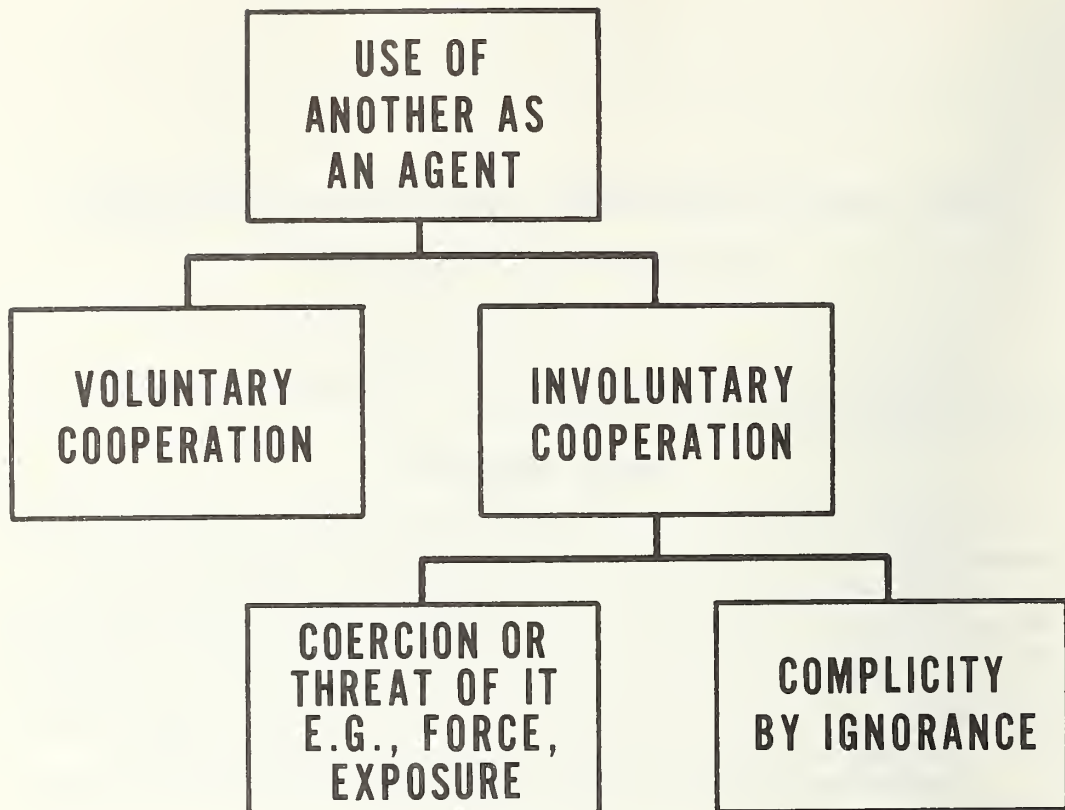 USE OF
ANOTHER AS
AN AGENT
VOLUNTARY
COOPERATION
INVOLUNTARY
COOPERATION
COERCION OR
THREAT OF IT
E.G., FORCE,
EXPOSURE
COMPLICITY
BY IGNORANCE